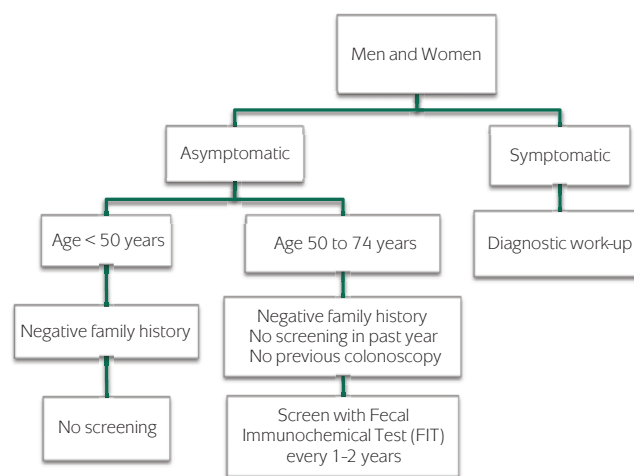 Men and Women
Asymptomatic
Symptomatic
Age < 50 years
Age 50 to 74 years
Diagnostic work-up
Negative family history
Negative family history
No screening in past year
No previous colonoscopy
No screening
Screen with Fecal
Immunochemical Test (FIT)
every 1-2 years